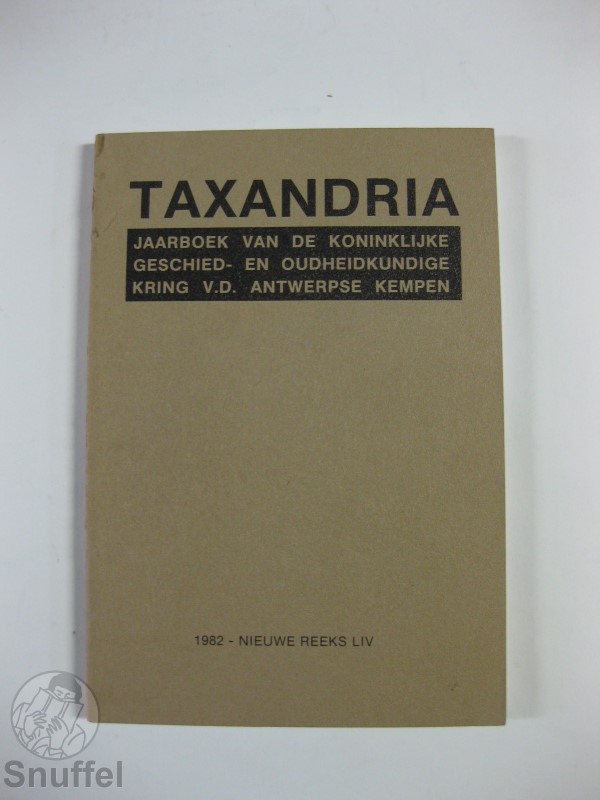 TAXANDRIA
JAARBOEK VAN DE KONINKLIJKE
GESCHIED- EN OUDHEIDKUNDIGE
KRING V.D. ANTWERPSE KEMPEN
1982 - NIEUWE REEKS LIV
Snuffel